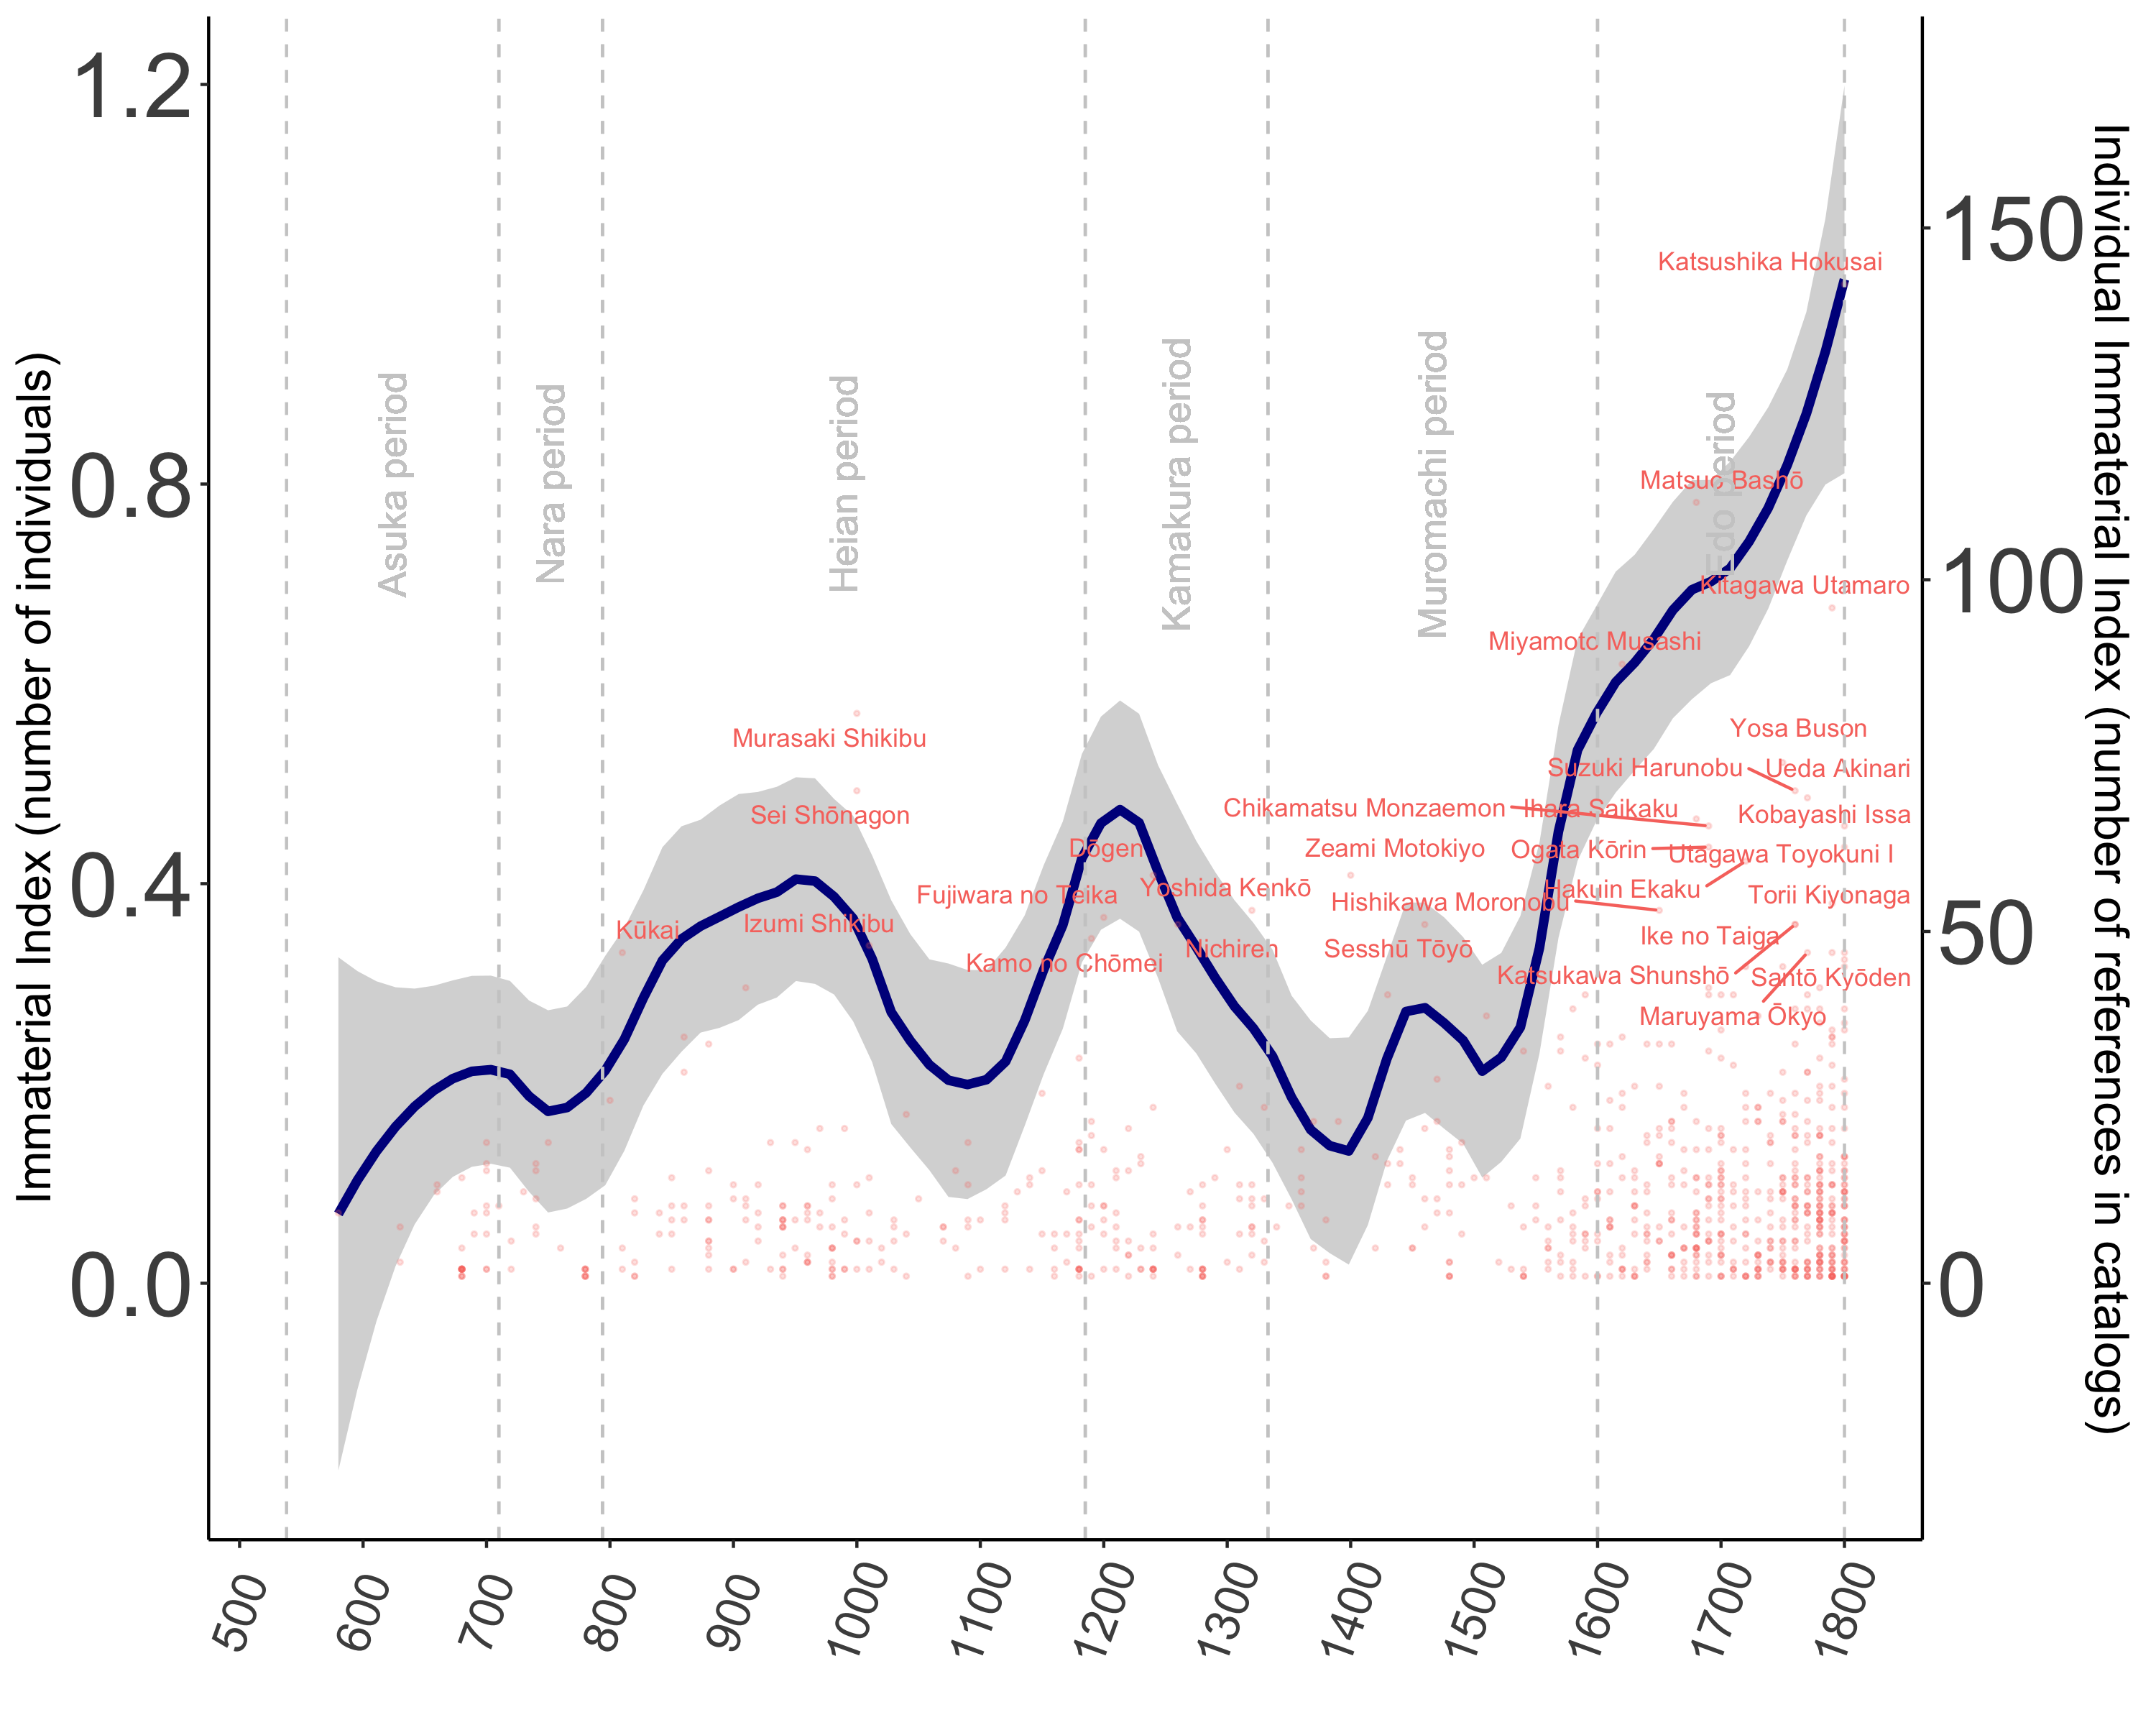 Immaterial Index (number of individuals)
1.2
0.8
0.4
0.0
Asuka period
Nara period
Heian period
Kamakura period
Muromachi period
Edo period
Katsushika Hokusai
Matsuo Bashō
Kitagawa Utamaro
Miyamoto Musashi
Murasaki Shikibu
Yosa Buson
Suzuki Harunobu
Ueda Akinari
Sei Shōnagon
Chikamatsu Monzaemon
Ihara Saikaku
Kobayashi Issa
Dōgen
Zeami Motokiyo
Ogata Kōrin
Utagawa Toyokuni I
Fujiwara no Teika
Yoshida Kenkō
Hishikawa Moronobu
Hakuin Ekaku
Torii Kiyonaga
Kūkai
Izumi Shikibu
Kamo no Chōmei
Nichiren
Sesshū Tōyō
Ike no Taiga
Katsukawa Shunshō
Santō Kyōden
Maruyama Ōkyo
150
100
50
0
Individual Immaterial Index (number of references in catalogs)
500
600
700
800
900
1000
1100
1200
1300
1400
1500
1600
1700
1800